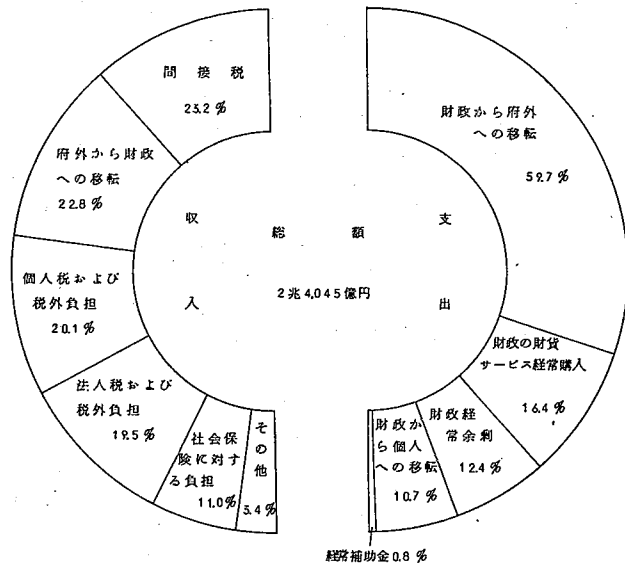 間接税
23.2%
府外から財政
への移転
22.8%
個人税および
税外負担
20.1%
法人税および
税外負担
19.5%
社会保
険に対す
る負担
11.0%
その他
3.4%
収入
総額
2兆4,045億円
支出
財政から府外
への移転
59.7%
財政の財貨
サービス経常購入
16.4%
財政経
常余剰
12.4%
財政か
ら個人
への移転
10.7%
経常補助金0.8%